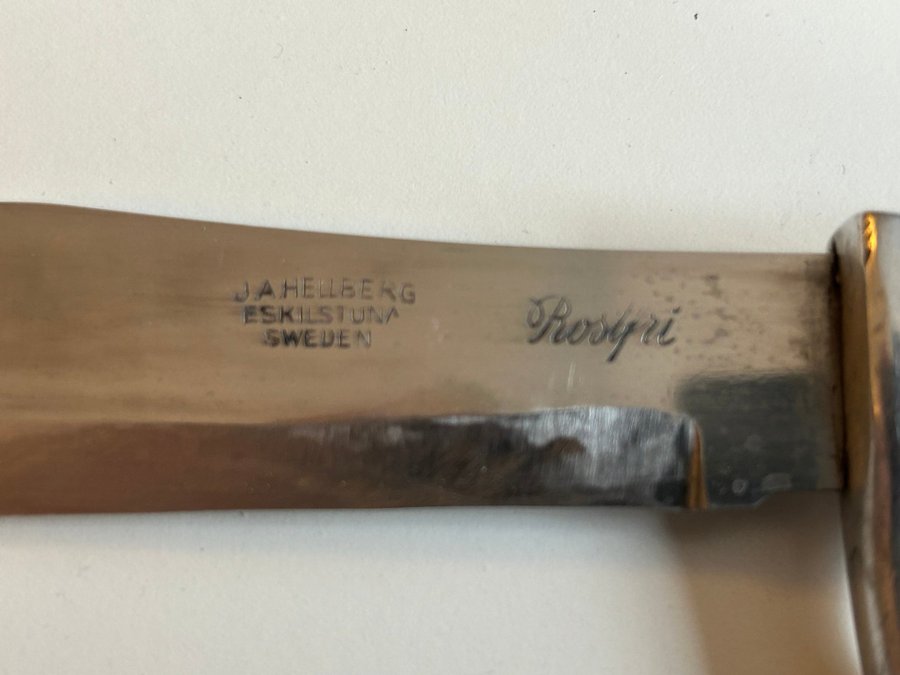 J.A.HELLBERG
ESKILSTUNA
SWEDEN
Rostfri